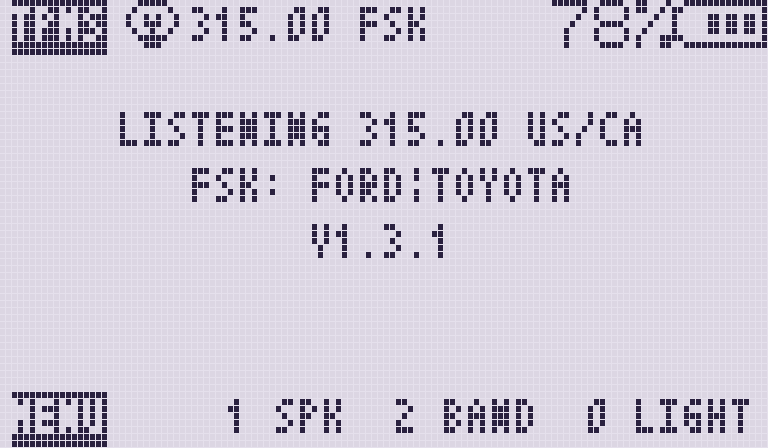 315.00 FSK 78%
LISTENING 315.00 US/CA
FSK: FORD¦TOYOTA
V1.3.1
1 SPK 2 BAND 0 LIGHT